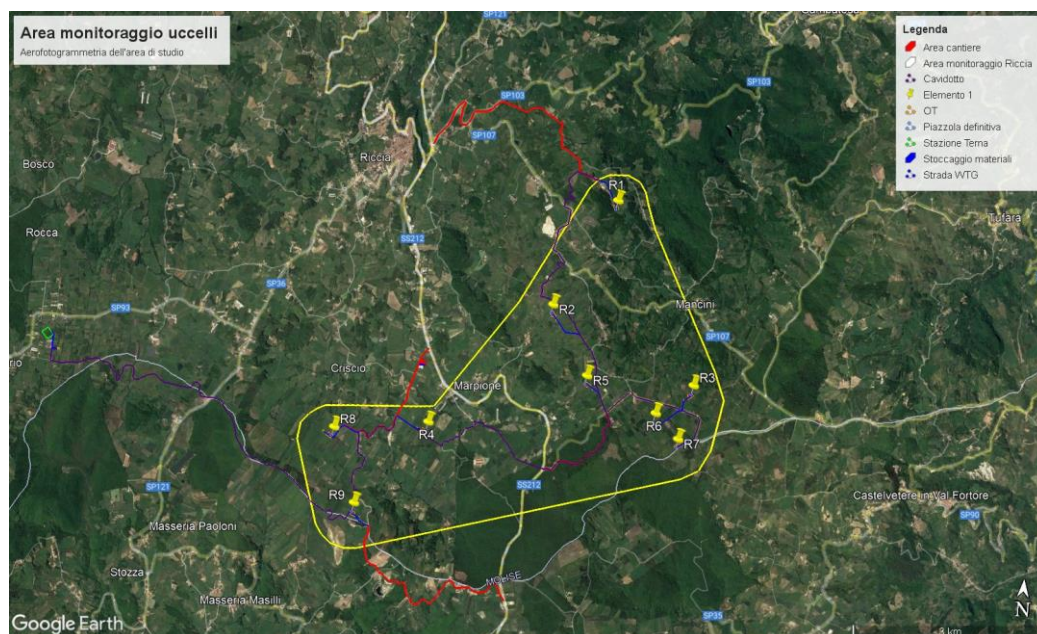 Area monitoraggio uccelli
Aerofotogrammetria dell'area di studio
Legenda
Area cantiere
Area monitoraggio Riccia
Cavidotto
Elemento 1
OT
Piazzola definitiva
Stazione Terna
Stoccaggio materiali
Strada WTG
SP121
SP103
SP103
SP107
Riccia
Bosco
R1
Tufara
Rocca
SS212
SP36
R2
Mancini
SP93
SP107
Criscio
Marpione
R5
R3
R8
R4
R6
R7
SS212
SP121
R9
Castelvetere in Val Fortore
SP90
Masseria Paoloni
Stozza
MOLISE
Masseria Masilli
SP35
N
Google Earth